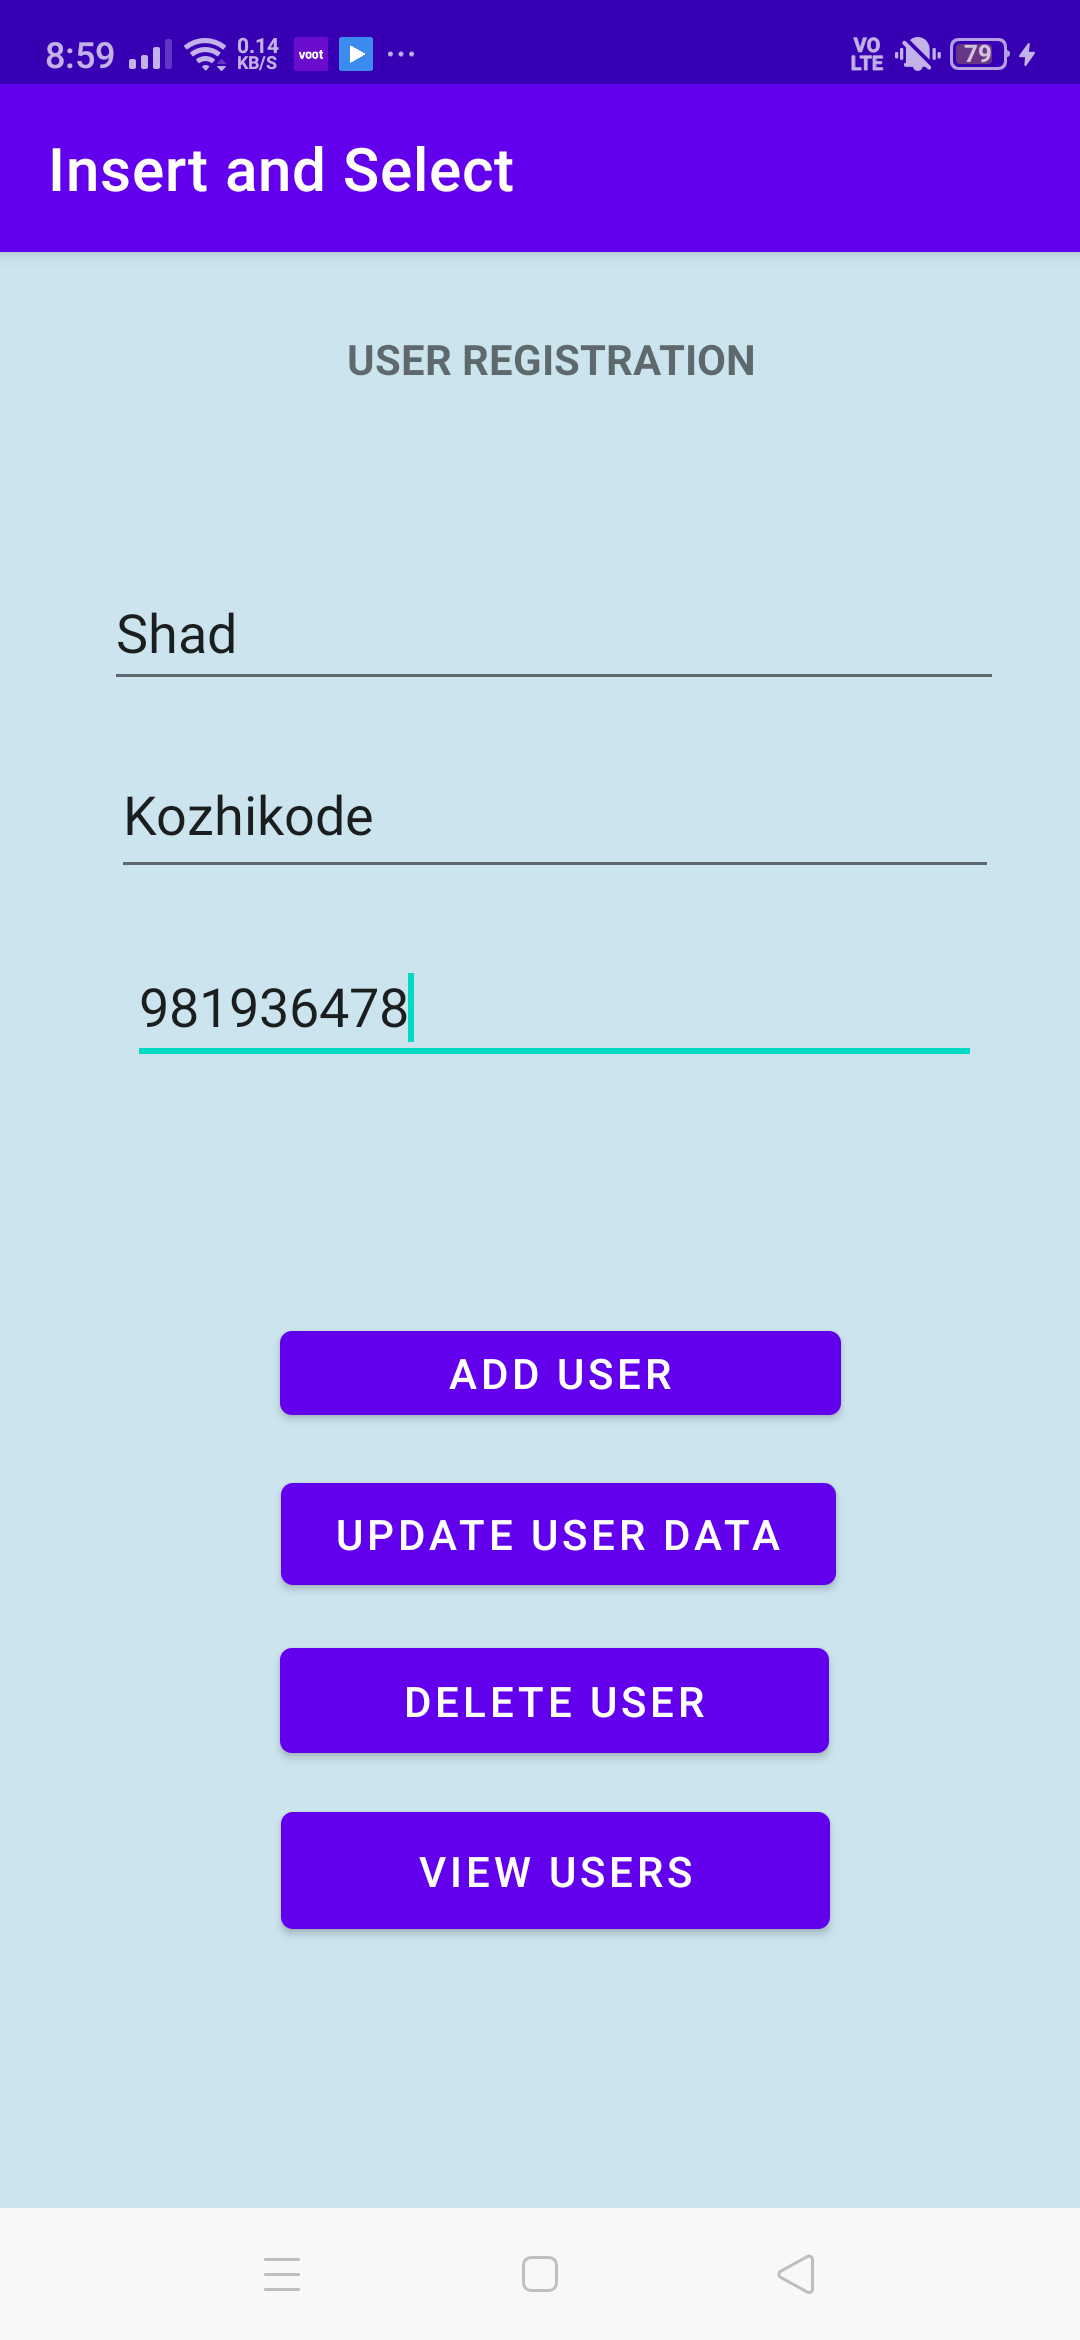 8:59 0.14 KB/S voot ... VO LTE 79
Insert and Select
USER REGISTRATION
Shad
Kozhikode
981936478
ADD USER
UPDATE USER DATA
DELETE USER
VIEW USERS